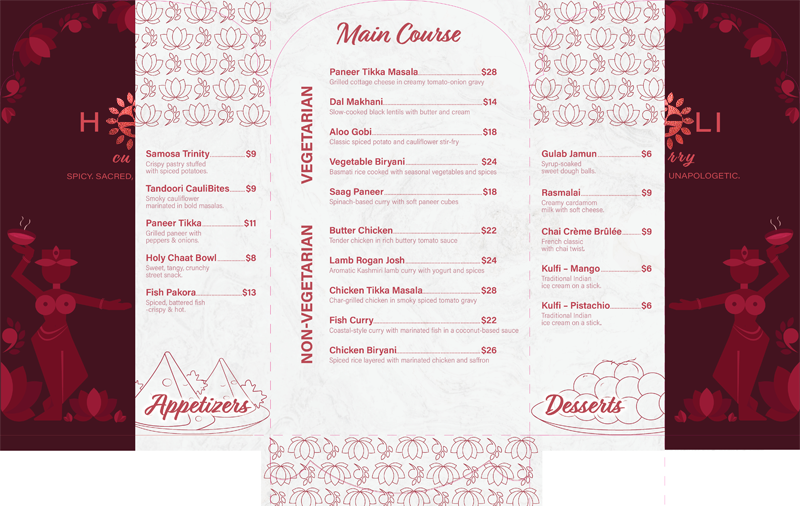 H
cu
SPICY. SACRED,
Samosa Trinity $9
Crispy pastry stuffed
with spiced potatoes.
Tandoori CauliBites $9
Smoky cauliflower
marinated in bold masalas.
Paneer Tikka $11
Grilled paneer with
peppers & onions.
Holy Chaat Bowl $8
Sweet, tangy, crunchy
street snack.
Fish Pakora $13
Spiced, battered fish
-crispy & hot.
Appetizers
Main Course
VEGETARIAN
Paneer Tikka Masala $28
Grilled cottage cheese in creamy tomato-onion gravy
Dal Makhani $14
Slow-cooked black lentils with butter and cream
Aloo Gobi $18
Classic spiced potato and cauliflower stir-fry
Vegetable Biryani $24
Basmati rice cooked with seasonal vegetables and spices
Saag Paneer $18
Spinach-based curry with soft paneer cubes
NON-VEGETARIAN
Butter Chicken $22
Tender chicken in rich buttery tomato sauce
Lamb Rogan Josh $24
Aromatic Kashmiri lamb curry with yogurt and spices
Chicken Tikka Masala $28
Char-grilled chicken in smoky spiced tomato gravy
Fish Curry $22
Coastal-style curry with marinated fish in a coconut-based sauce
Chicken Biryani $26
Spiced rice layered with marinated chicken and saffron
Gulab Jamun $6
Syrup-soaked
sweet dough balls.
Rasmalai $9
Creamy cardamom
milk with soft cheese.
Chai Crème Brûlée $9
French classic
with chai twist.
Kulfi – Mango $6
Traditional Indian
ice cream on a stick.
Kulfi – Pistachio $6
Traditional Indian
ice cream on a stick.
Desserts
LI
rry
UNAPOLOGETIC.